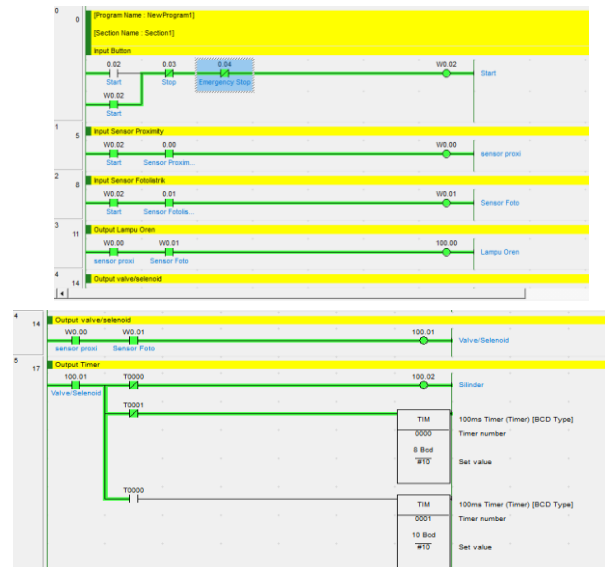 0 0 [Program Name : NewProgram1]
[Section Name : Section1]
Input Button
0.02 0.03 0.04 W0.02
Start Stop Emergency Stop Start
W0.02
Start
1 5 Input Sensor Proximity
W0.02 0.00 W0.00
Start Sensor Proxim... sensor proxi
2 8 Input Sensor Fotolistrik
W0.02 0.01 W0.01
Start Sensor Fotolis... Sensor Foto
3 11 Output Lampu Oren
W0.00 W0.01 100.00
sensor proxi Sensor Foto Lampu Oren
4 14 Output valve/selenoid
4 14 Output valve/selenoid
W0.00 W0.01 100.01
sensor proxi Sensor Foto Valve/Selenoid
5 17 Output Timer
100.01 T0000 100.02
Valve/Selenoid Silinder
T0001
TIM 100ms Timer (Timer) [BCD Type]
0000 Timer number
8 Bcd
#10 Set value
T0000
TIM 100ms Timer (Timer) [BCD Type]
0001 Timer number
10 Bcd
#10 Set value